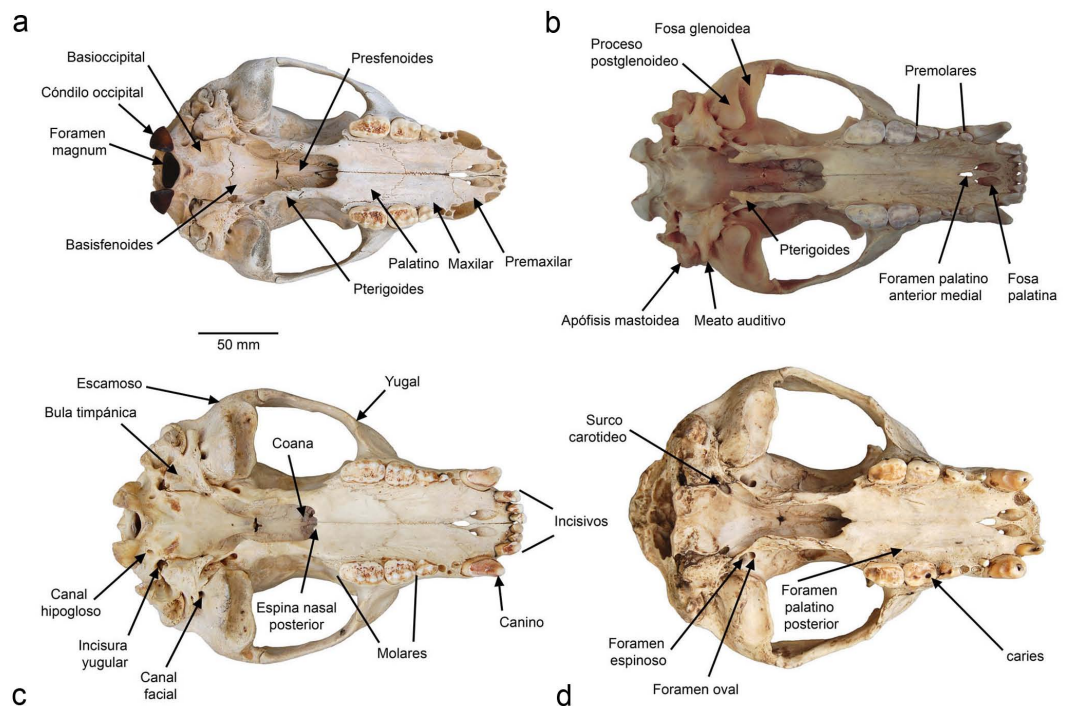 a
Basioccipital
Presfenoides
Cóndilo occipital
Foramen
magnum
Basisfenoides
Pterigoides
Palatino
Maxilar
Premaxilar
50 mm
b
Fosa glenoidea
Proceso
postglenoideo
Premolares
Pterigoides
Foramen palatino
anterior medial
Fosa
palatina
Apófisis mastoidea
Meato auditivo
Escamoso
Yugal
Bula timpánica
Coana
Incisivos
Canal
hipogloso
Espina nasal
posterior
Canino
Incisura
yugular
Molares
Canal
facial
c
Surco
carotideo
Foramen
palatino
posterior
Foramen
espinoso
caries
Foramen oval
d